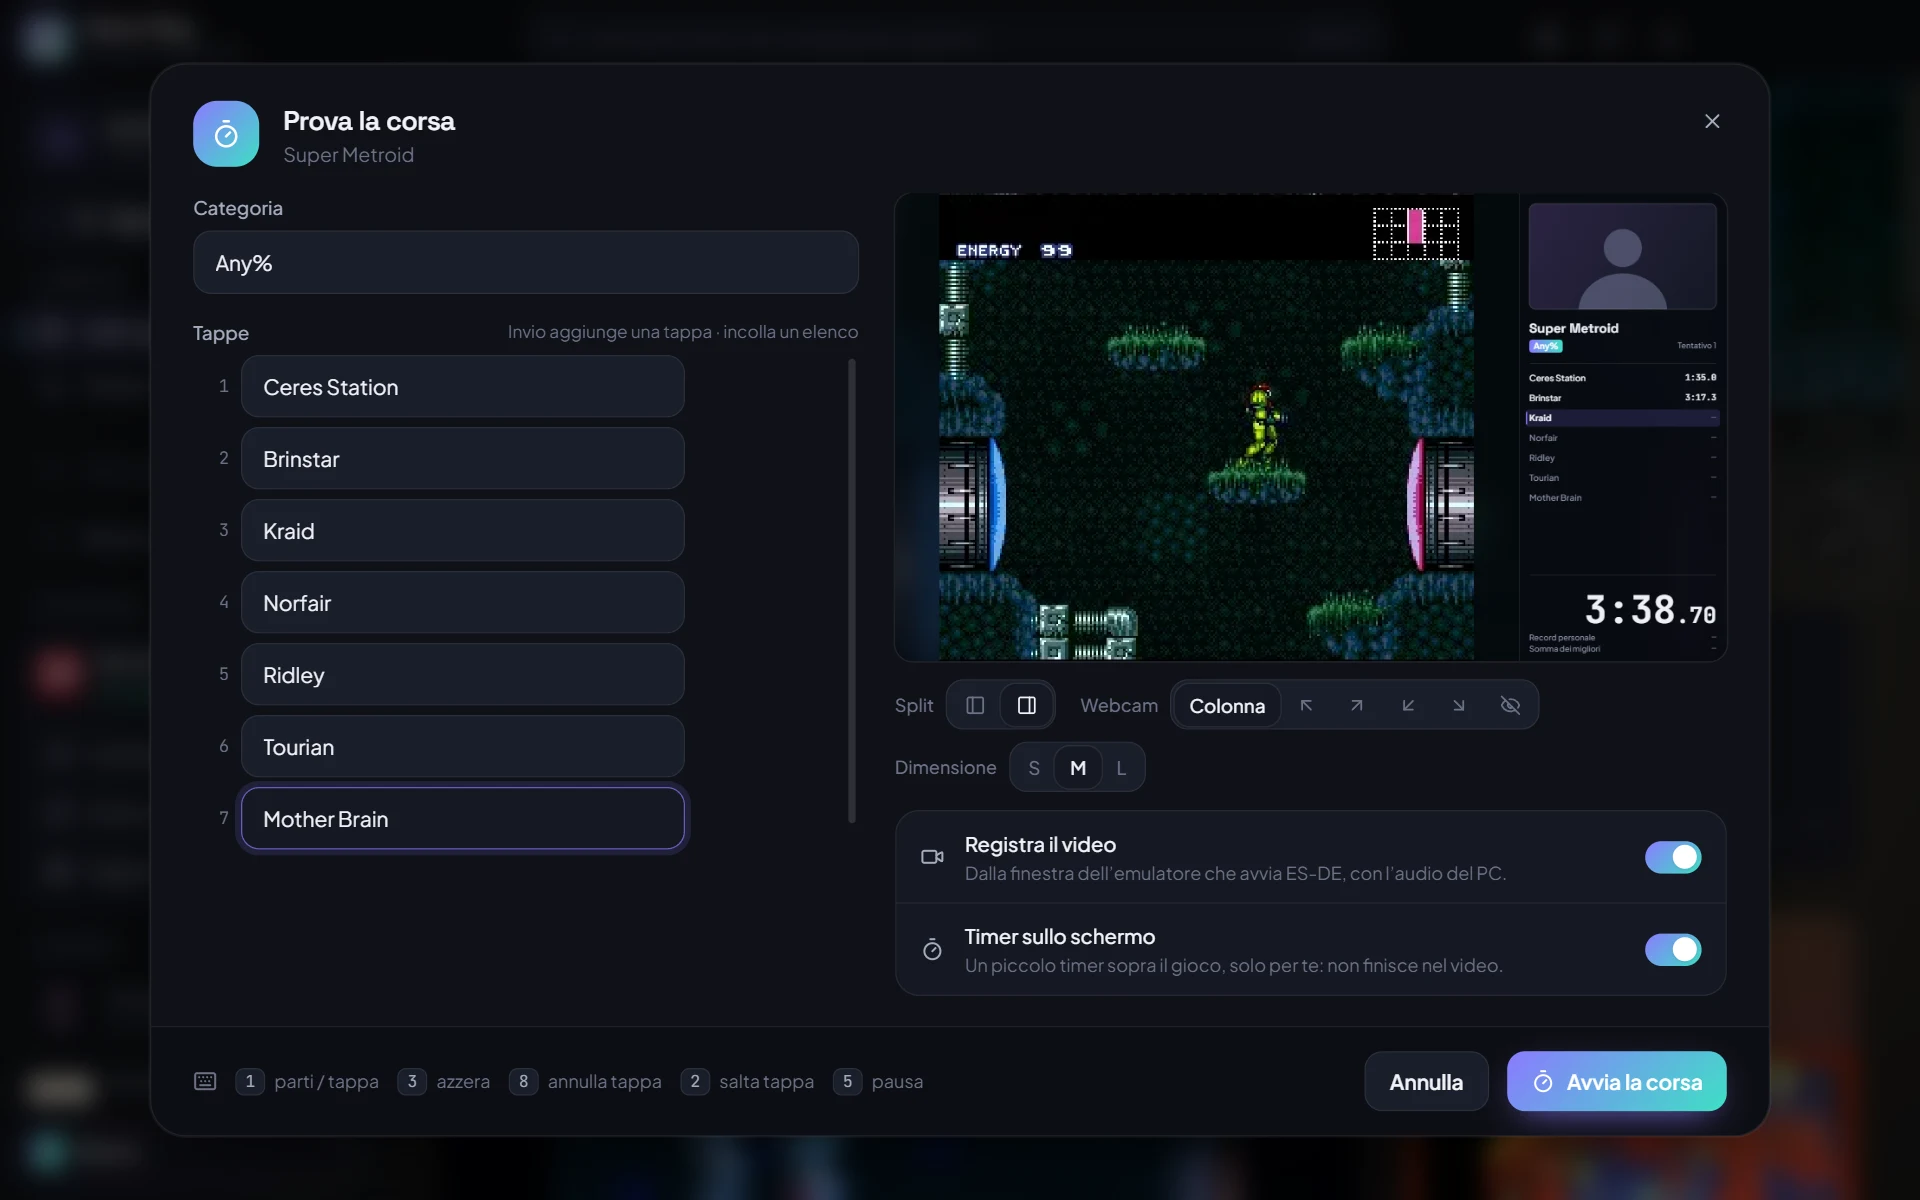 Prova la corsa
Super Metroid
Categoria
Any%
Tappe
Invio aggiunge una tappa · incolla un elenco
1 Ceres Station
2 Brinstar
3 Kraid
4 Norfair
5 Ridley
6 Tourian
7 Mother Brain
ENERGY 99
Super Metroid
Any% Tentativo 1
Ceres Station 1:35.0
Brinstar 3:17.3
Kraid –
Norfair –
Ridley –
Tourian –
Mother Brain –
3:38.70
Record personale –
Somma dei migliori –
Split Webcam Colonna
Dimensione S M L
Registra il video
Dalla finestra dell'emulatore che avvia ES-DE, con l'audio del PC.
Timer sullo schermo
Un piccolo timer sopra il gioco, solo per te: non finisce nel video.
1 parti / tappa 3 azzera 8 annulla tappa 2 salta tappa 5 pausa
Annulla Avvia la corsa